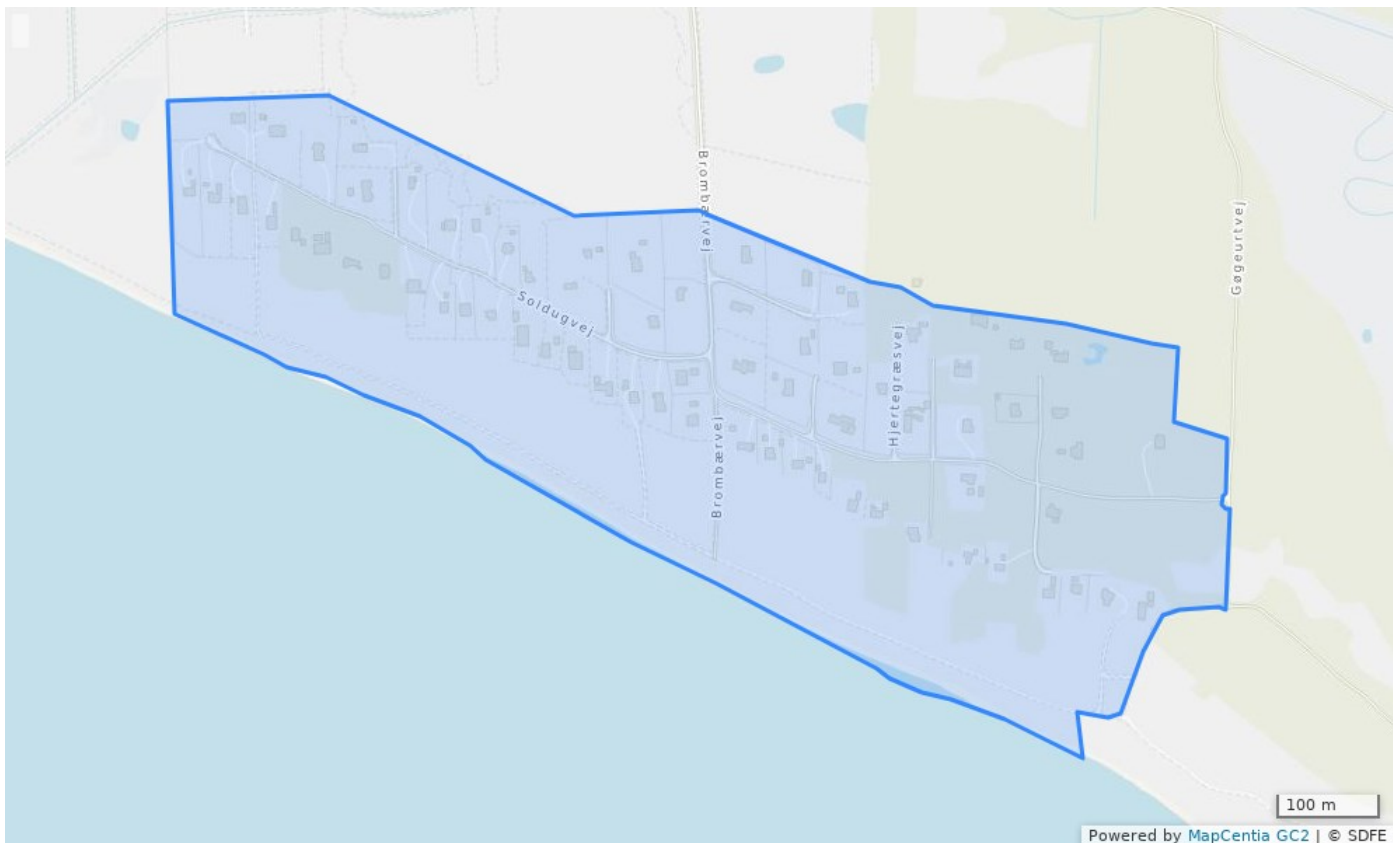 Brombærvej
Gøgeurtvej
Soldugvej
Hjertegræsvej
Brombærvej
100 m
Powered by MapCentia GC2 | © SDFE